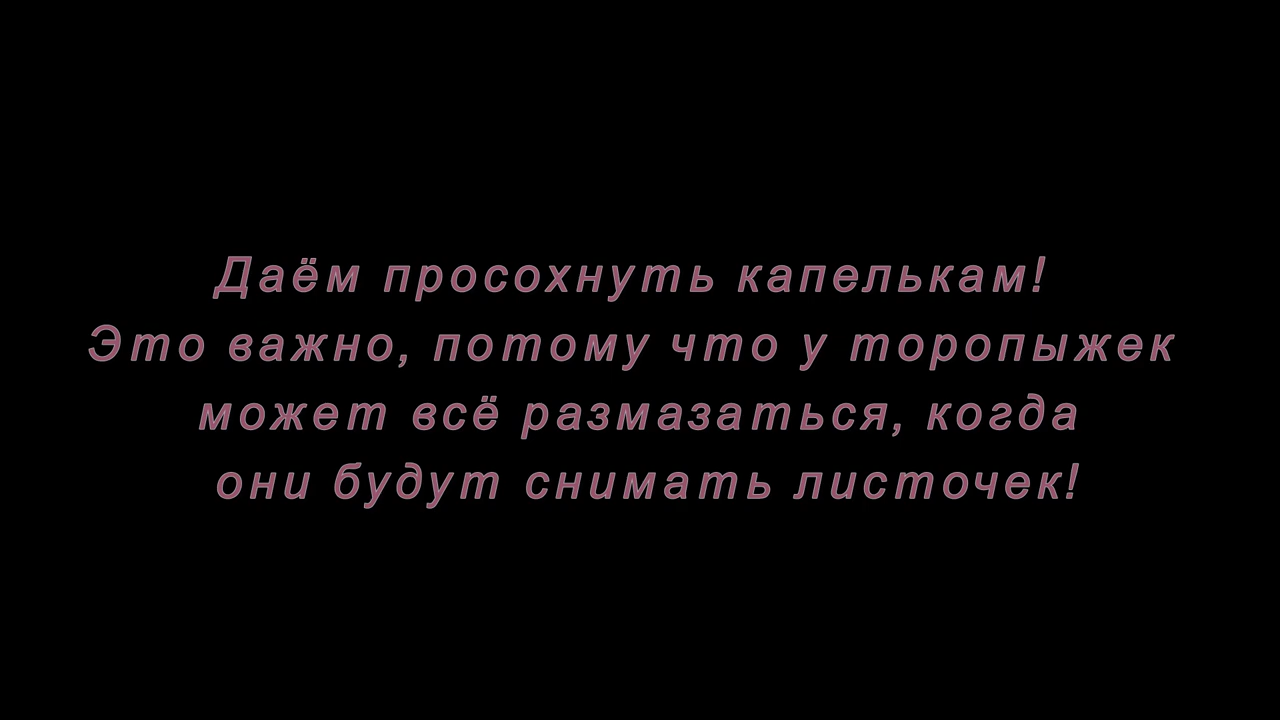 Даём просохнуть капелькам!
Это важно, потому что у торопыжек
может всё размазаться, когда
они будут снимать листочек!